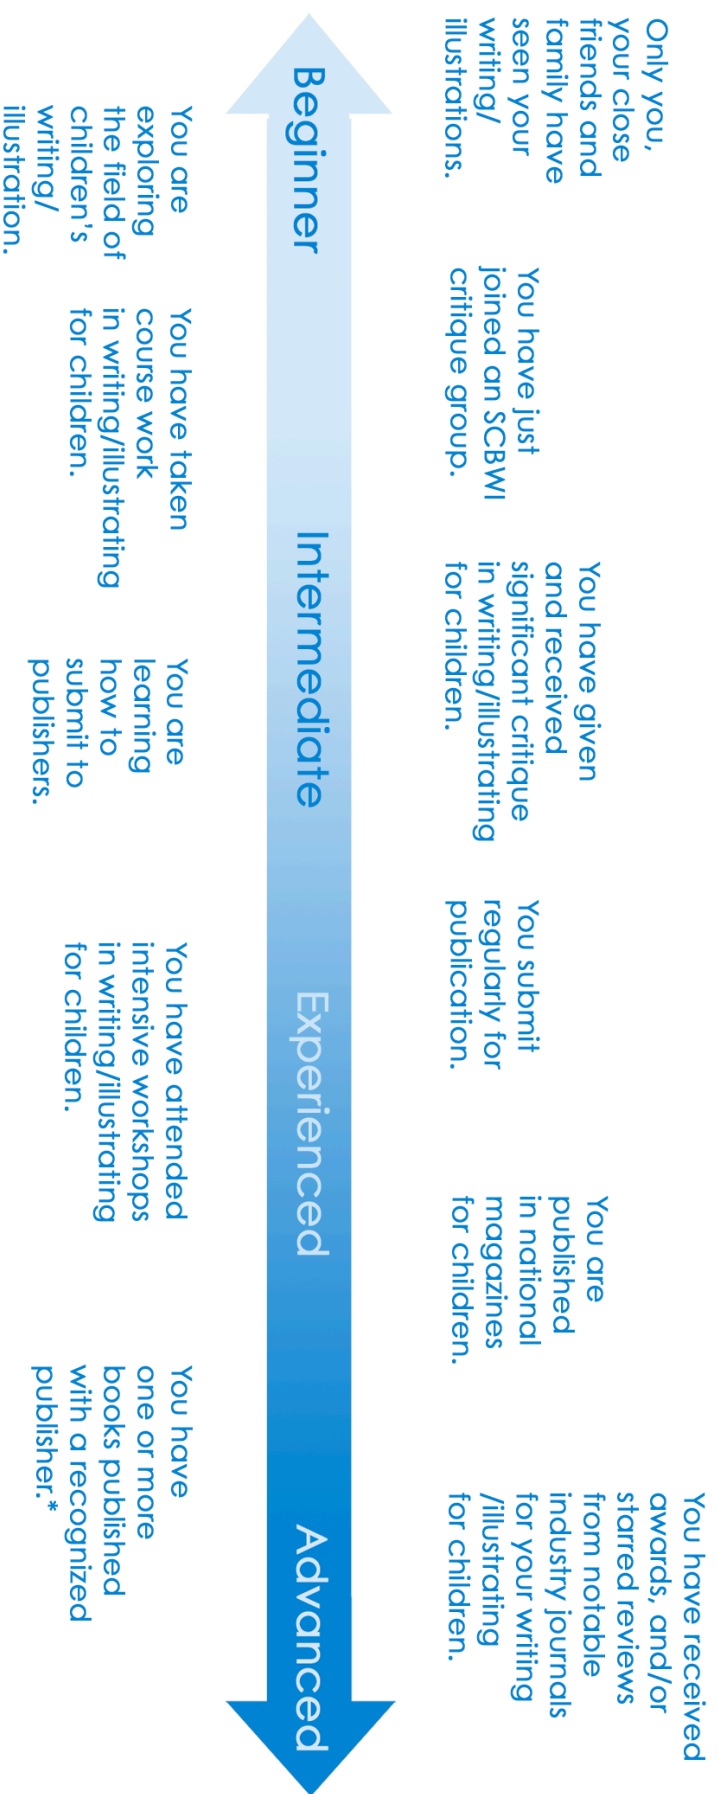 Only you,
your close
friends and
family have
seen your
writing/
illustrations.
You have just
joined an SCBWI
critique group.
You have given
and received
significant critique
in writing/illustrating
for children.
You submit
regularly for
publication.
You are
published
in national
magazines
for children.
You have received
awards, and/or
starred reviews
from notable
industry journals
for your writing
/illustrating
for children.
Beginner
Intermediate
Experienced
Advanced
You are
exploring
the field of
children's
writing/
illustration.
You have taken
course work
in writing/illustrating
for children.
You are
learning
how to
submit to
publishers.
You have attended
intensive workshops
in writing/illustrating
for children.
You have
one or more
books published
with a recognized
publisher.*